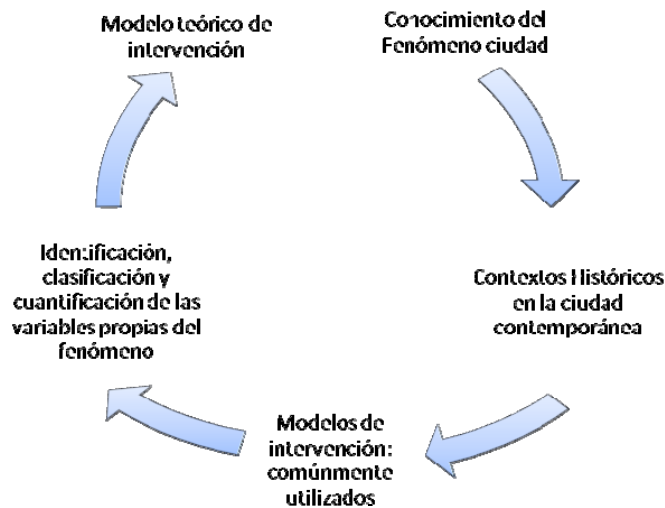 Modelo teórico de
intervención
Conocimiento del
Fenómeno ciudad
Contextos Históricos
en la ciudad
contemporánea
Modelos de
intervención:
comúnmente
utilizados
Identificación,
clasificación y
cuantificación de las
variables propias del
fenómeno